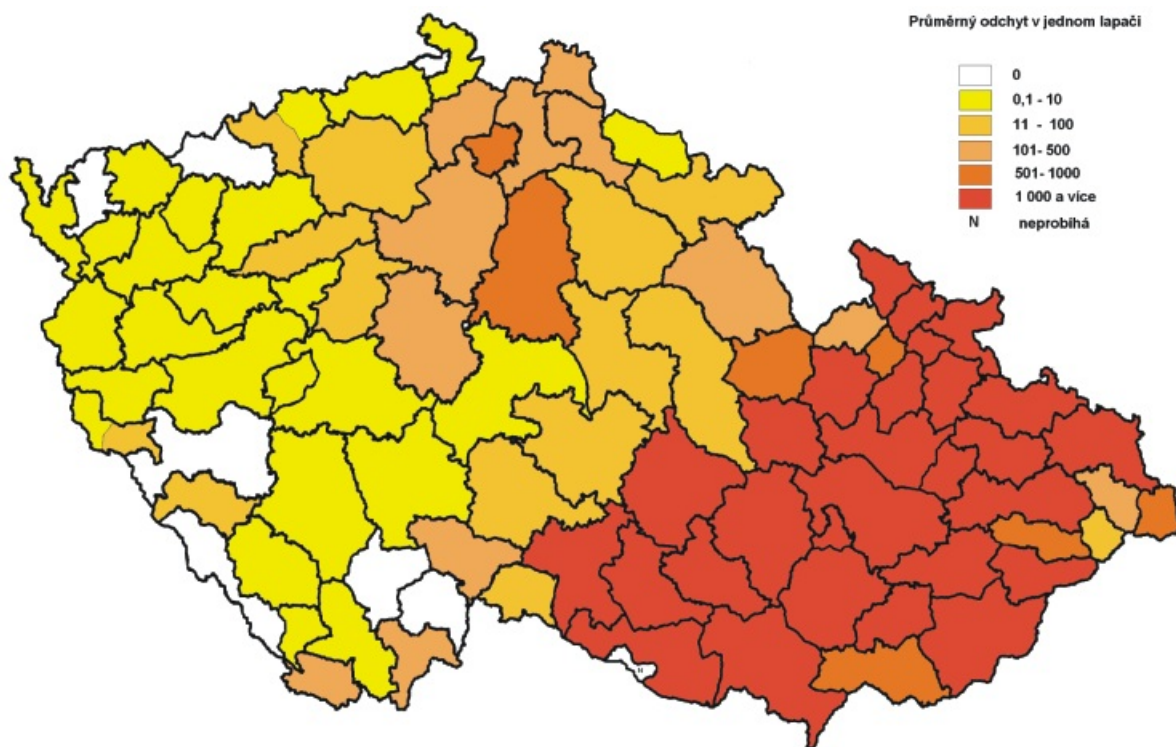 Průměrný odchyt v jednom lapači
0
0,1 - 10
11 - 100
101- 500
501- 1000
1 000 a více
N neprobíhá
N